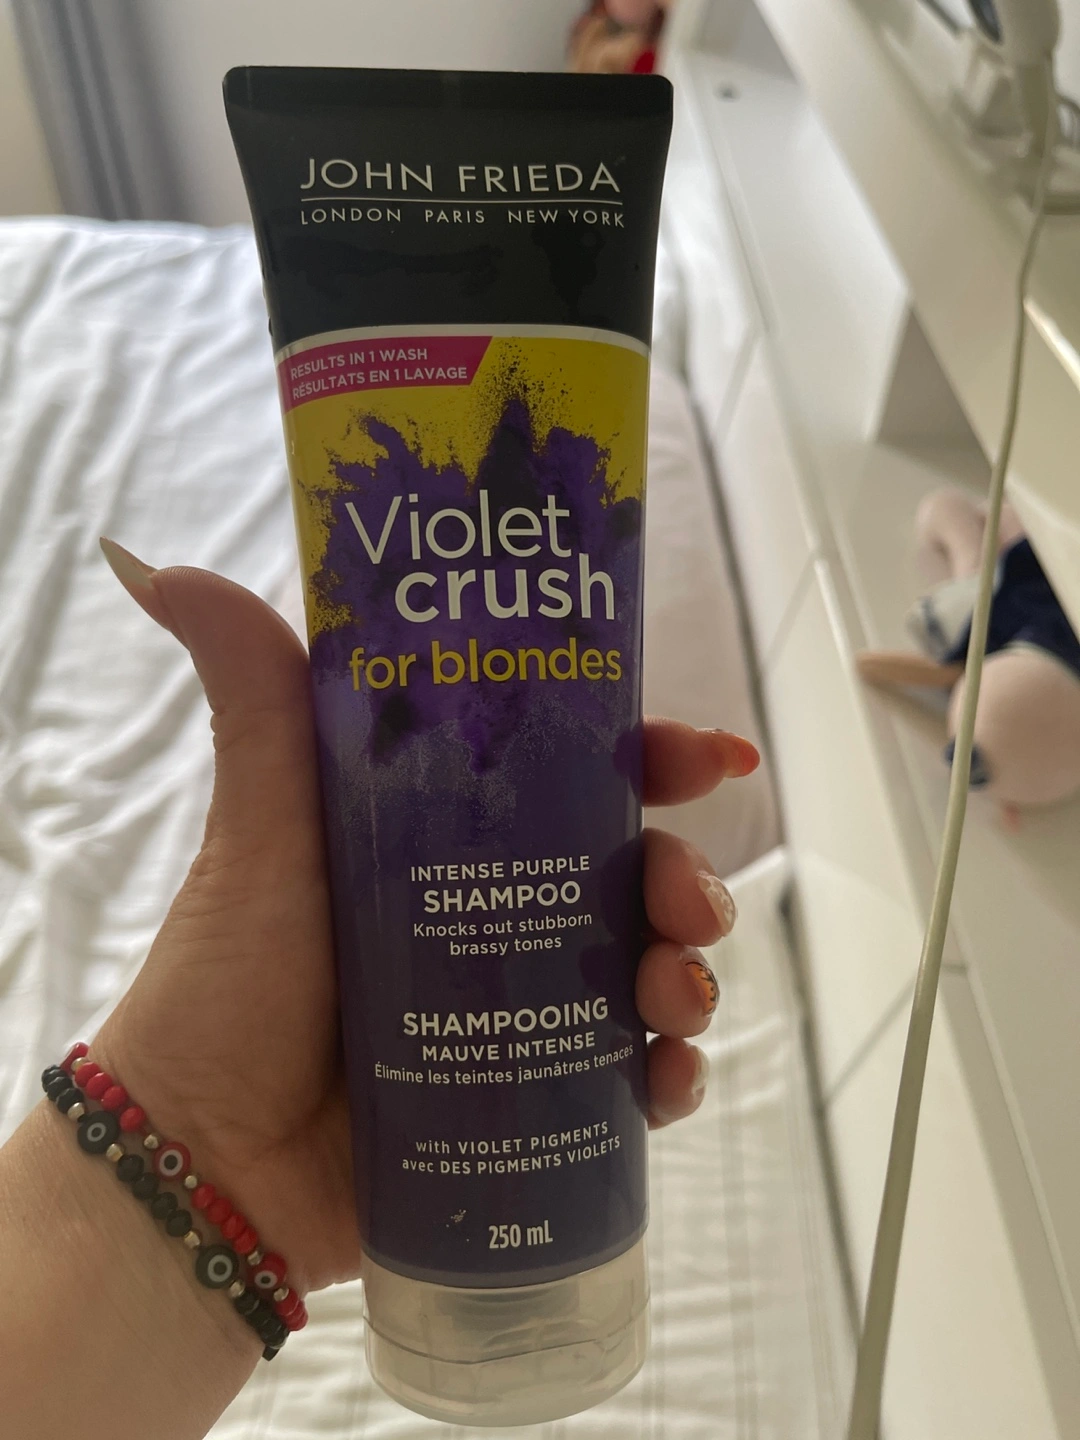 JOHN FRIEDA
LONDON PARIS NEW YORK
RESULTS IN 1 WASH
RÉSULTATS EN 1 LAVAGE
Violet
crush
for blondes
INTENSE PURPLE
SHAMPOO
Knocks out stubborn
brassy tones
SHAMPOOING
MAUVE INTENSE
Élimine les teintes jaunâtres tenaces
with VIOLET PIGMENTS
avec DES PIGMENTS VIOLETS
250 mL